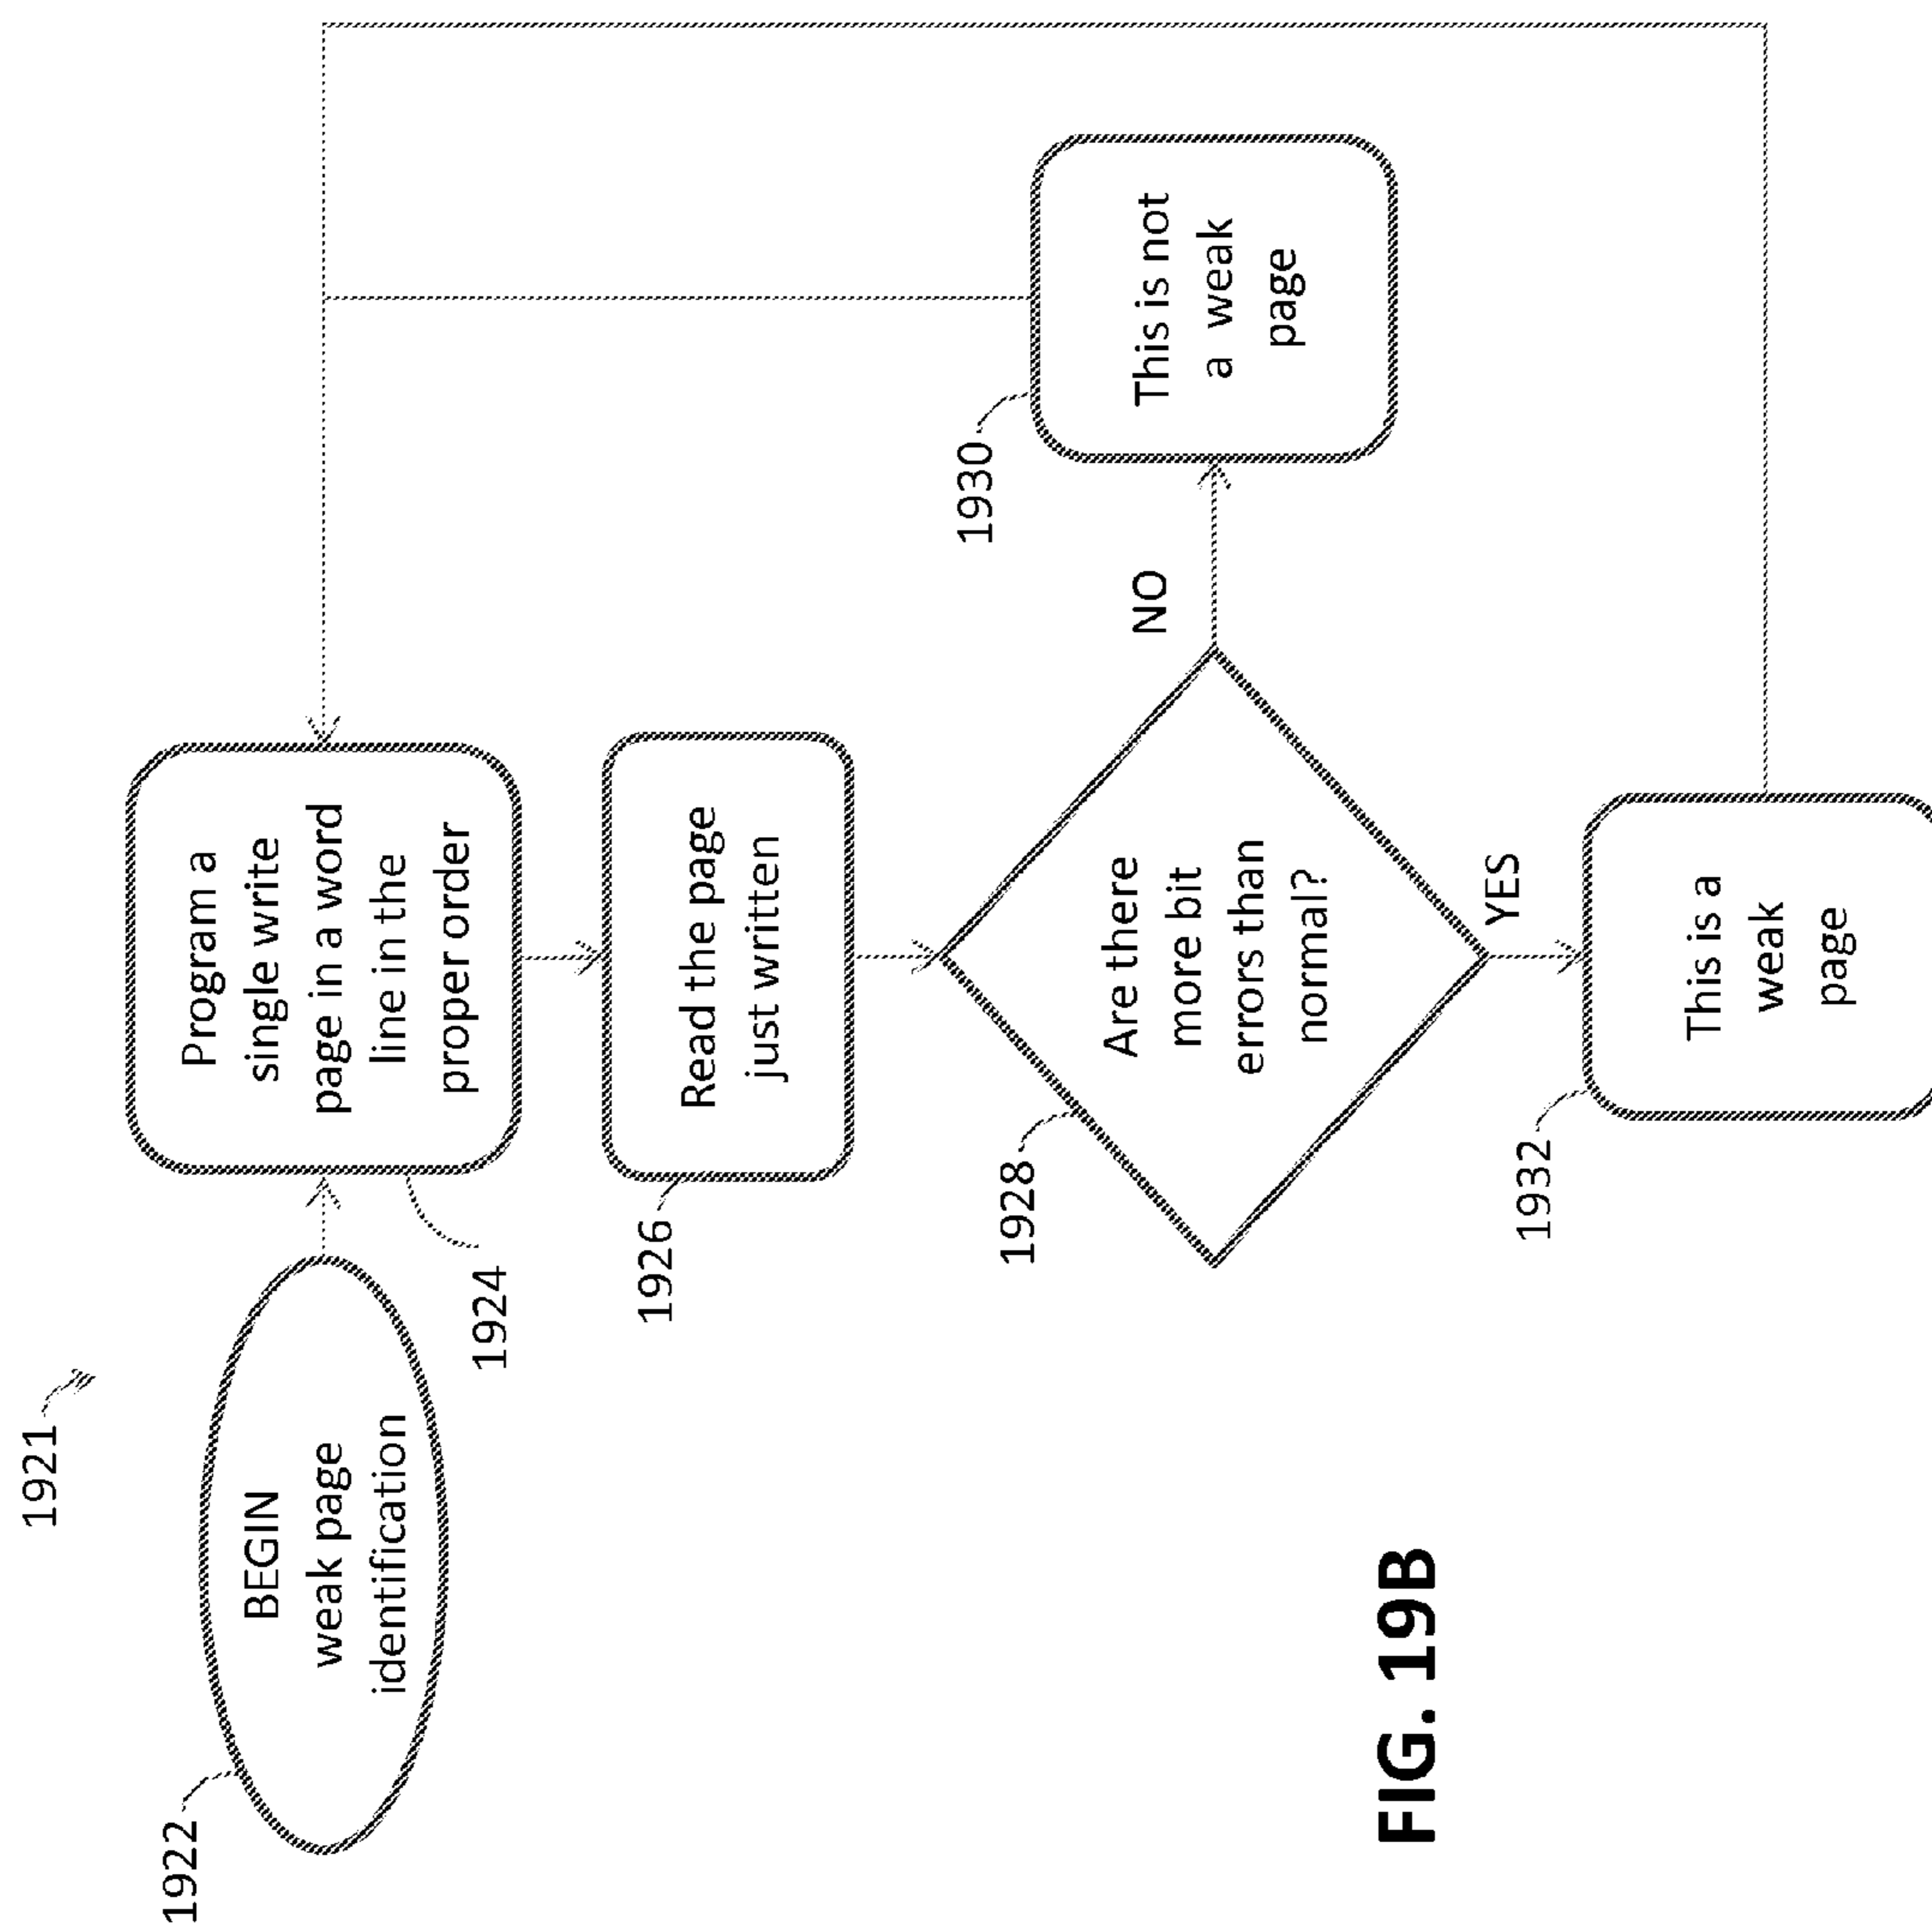 1921
1922
BEGIN
weak page
identification
1924
Program a
single write
page in a word
line in the
proper order
1926
Read the page
just written
1928
Are there
more bit
errors than
normal?
NO
1930
This is not
a weak
page
YES
1932
This is a
weak
page
FIG. 19B